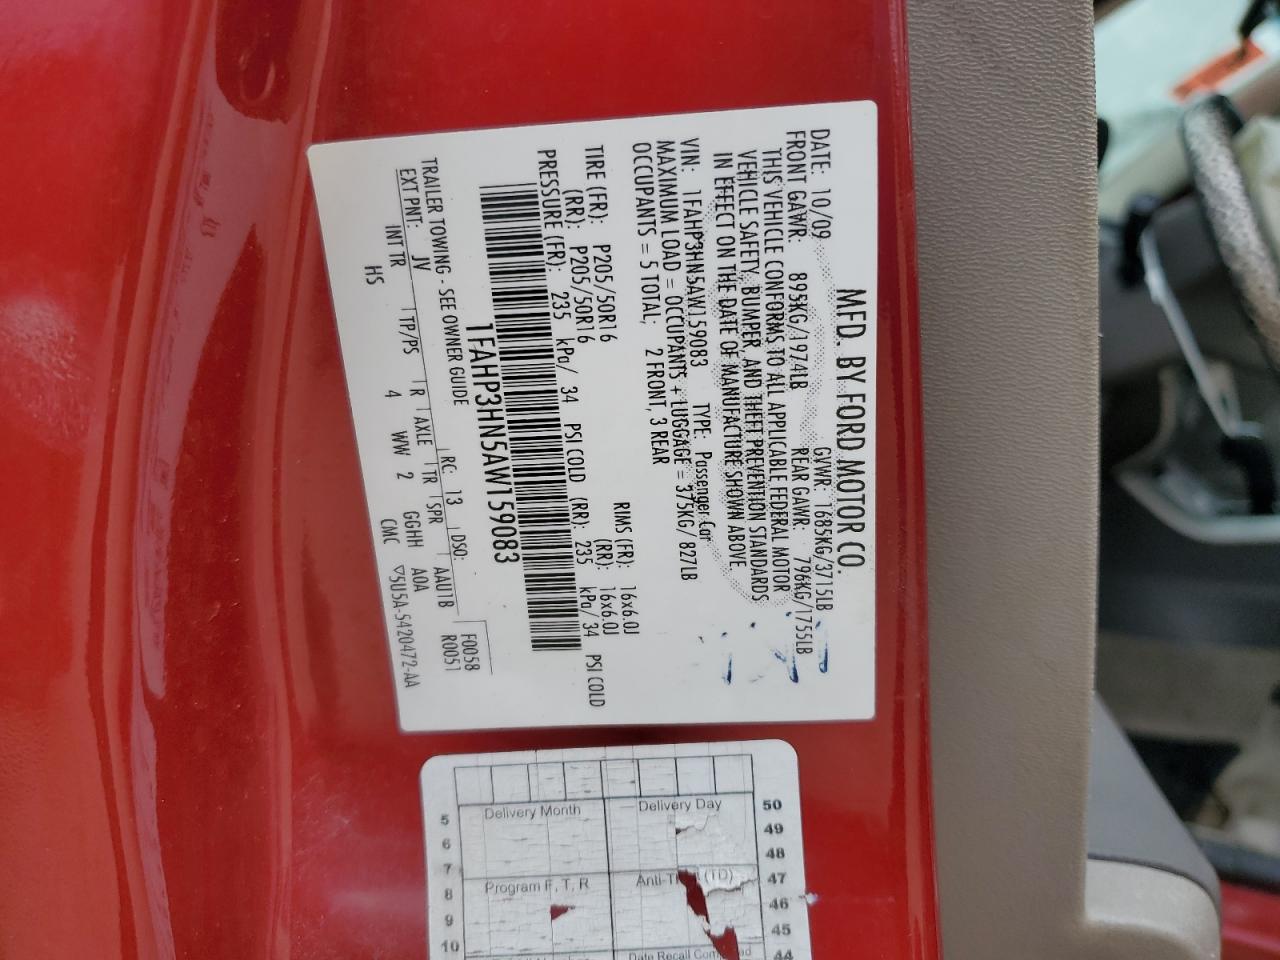 MFD. BY FORD MOTOR CO.
DATE: 10/09 GVWR: 1685KG/3715LB
FRONT GAWR: 895KG/1974LB REAR GAWR: 796KG/1755LB
THIS VEHICLE CONFORMS TO ALL APPLICABLE FEDERAL MOTOR
VEHICLE SAFETY, BUMPER, AND THEFT PREVENTION STANDARDS
IN EFFECT ON THE DATE OF MANUFACTURE SHOWN ABOVE.
VIN: 1FAHP3HN5AW159083 TYPE: Passenger Car
MAXIMUM LOAD = OCCUPANTS + LUGGAGE = 375KG/827LB
OCCUPANTS = 5 TOTAL, 2 FRONT, 3 REAR
TIRE (FR): P205/50R16 RIMS (FR): 16x6.0J
(RR): P205/50R16 (RR): 16x6.0J
PRESSURE (FR): 235 kPa/ 34 PSI COLD (RR): 235 kPa/34 PSI COLD
1FAHP3HN5AW159083
TRAILER TOWING - SEE OWNER GUIDE
F0058
R0051
EXT PNT: JV RC: 13 DSO: AAU1B
INT TR TP/PS R AXLE TR SPR
HS 4 WW 2 GGHH A0A
CMC ▽5U5A-S420472-AA
Delivery Month
Delivery Day
Program F, T, R
(TD)
Date Recall
5
6
7
8
9
10
50
49
48
47
46
45
44